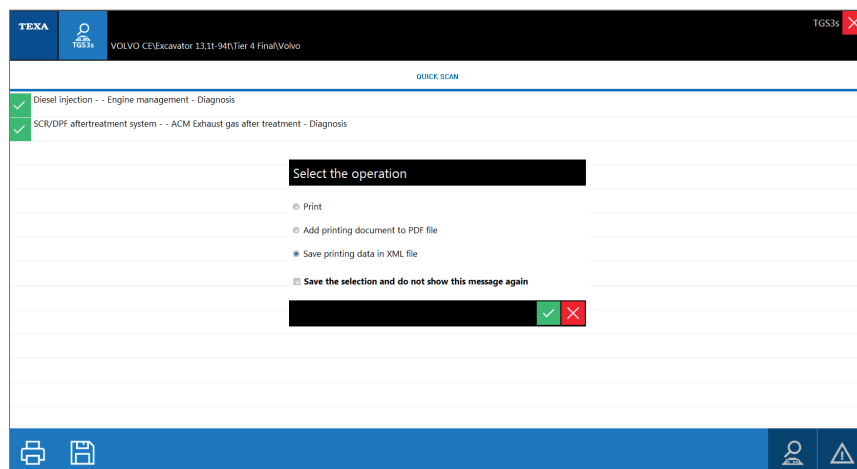 TEXA
TGS3s
VOLVO CE\Excavator 13,1t-94t\Tier 4 Final\Volvo
TGS3s
QUICK SCAN
Diesel injection - - Engine management - Diagnosis
SCR/DPF aftertreatment system - - ACM Exhaust gas after treatment - Diagnosis
Select the operation
Print
Add printing document to PDF file
Save printing data in XML file
Save the selection and do not show this message again